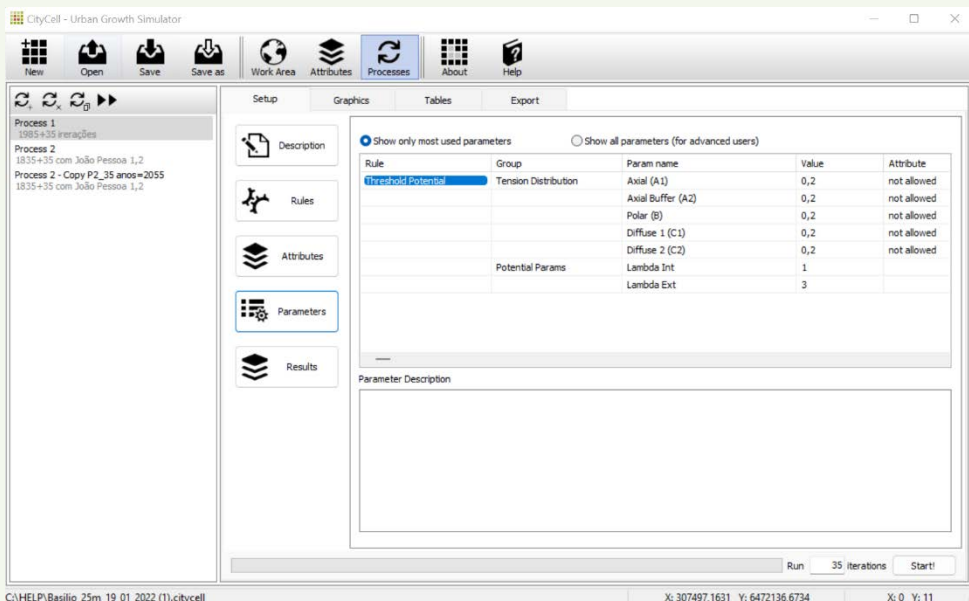 CityCell - Urban Growth Simulator
New Open Save Save as Work Area Attributes Processes About Help
Process 1
1985+35 irerações
Process 2
1835+35 com João Pessoa 1,2
Process 2 - Copy P2_35 anos=2055
1835+35 com João Pessoa 1,2
Setup Graphics Tables Export
Description
Rules
Attributes
Parameters
Results
Show only most used parameters Show all parameters (for advanced users)
Rule Group Param name Value Attribute
Threshold Potential Tension Distribution Axial (A1) 0,2 not allowed
Axial Buffer (A2) 0,2 not allowed
Polar (B) 0,2 not allowed
Diffuse 1 (C1) 0,2 not allowed
Diffuse 2 (C2) 0,2 not allowed
Potential Params Lambda Int 1
Lambda Ext 3
Parameter Description
Run 35 iterations Start!
C:\HELP\Basilio_25m_19_01_2022 (1).citycell X: 307497.1631 Y: 6472136.6734 X: 0 Y: 11